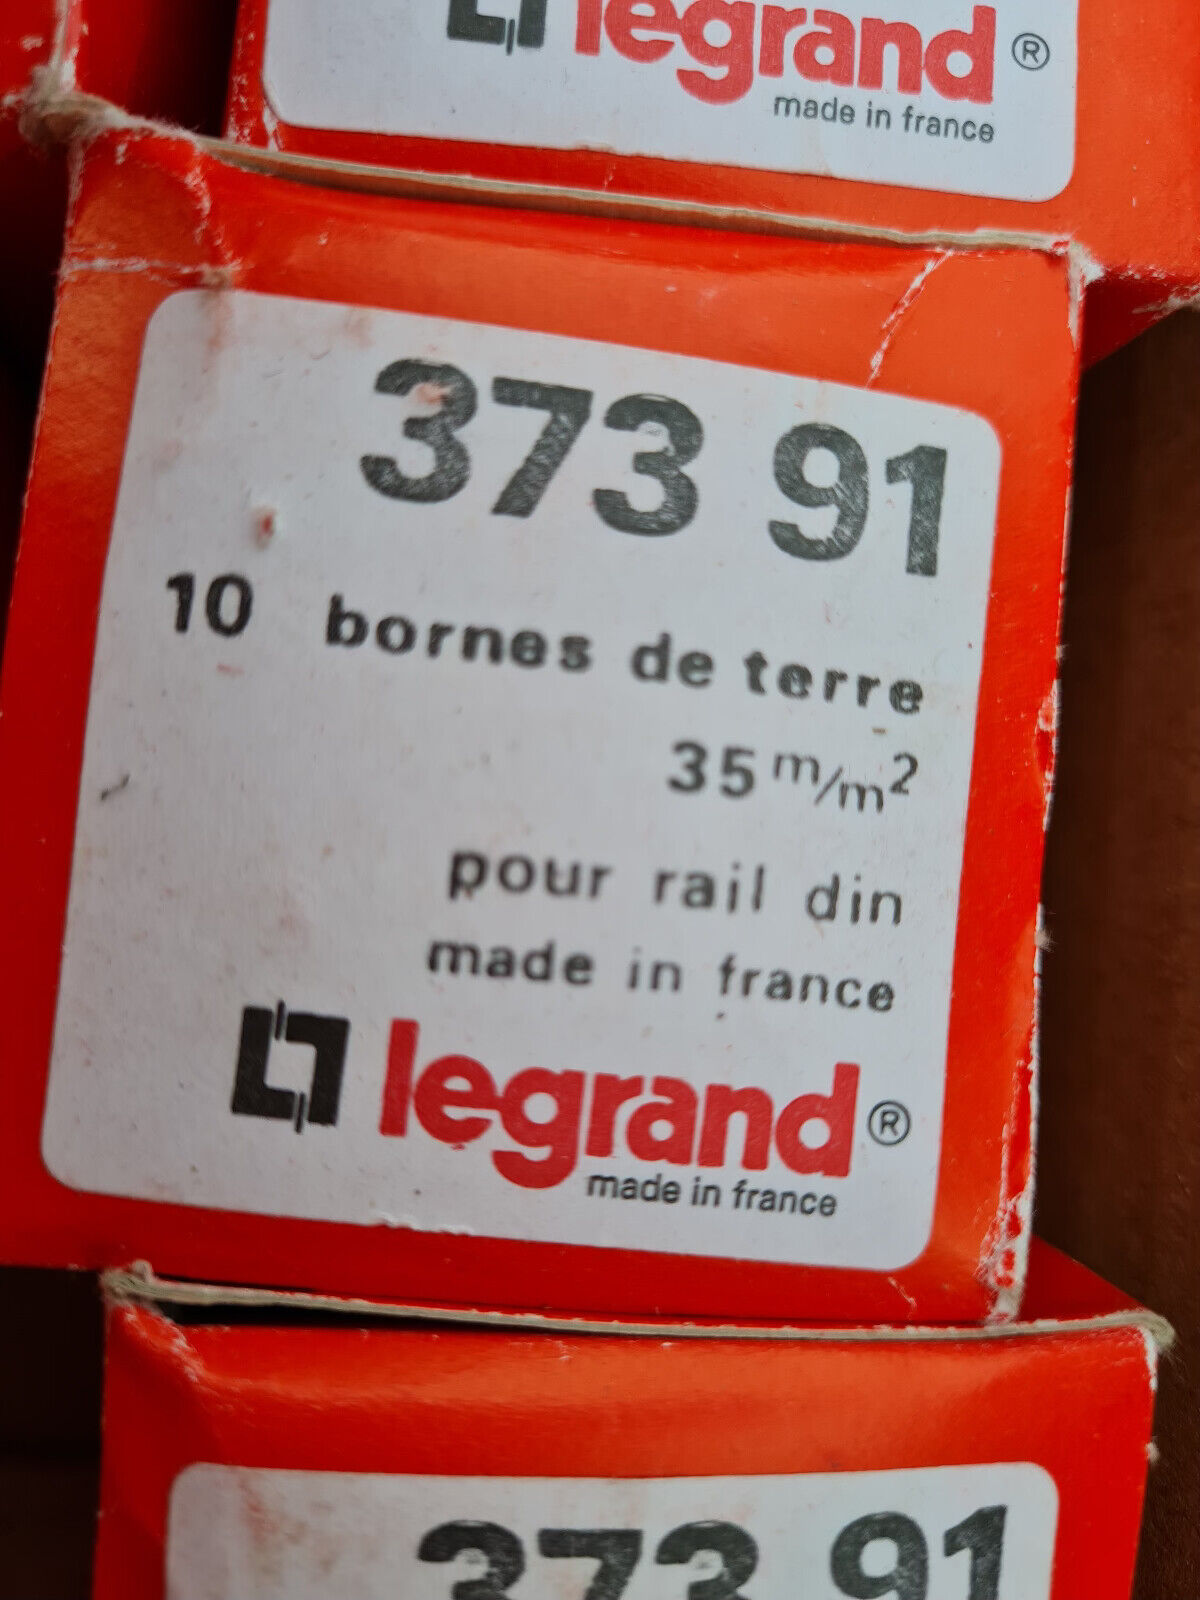 legrand ®
made in france
373 91
10 bornes de terre
35 m/m²
pour rail din
made in france
legrand ®
made in france
373 91